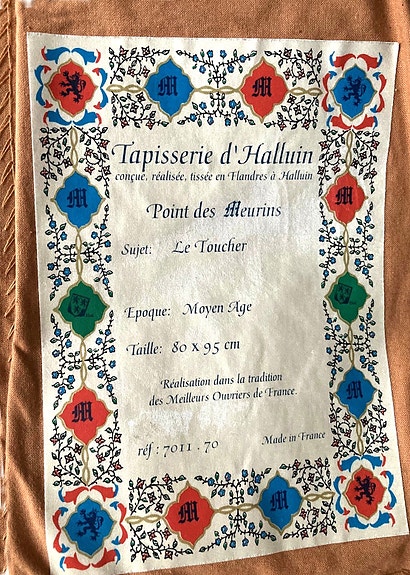 M M
Tapisserie d'Halluin
conçue, réalisée, tissée en Flandres à Halluin
M M
Point des Meurins
Sujet: Le Toucher
Epoque: Moyen Age
Taille: 80 x 95 cm
M
Réalisation dans la tradition
des Meilleurs Ouvriers de France.
M
réf : 7011 . 70 Made in France
M M